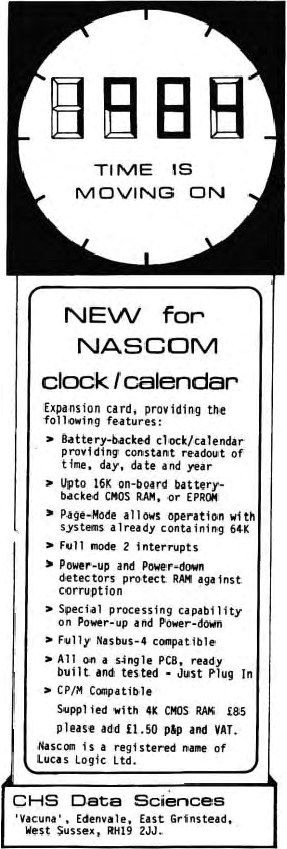 1984
TIME IS
MOVING ON
NEW for
NASCOM
clock/calendar
Expansion card, providing the
following features:
> Battery-backed clock/calendar
providing constant readout of
time, day, date and year
> Upto 16K on-board battery-
backed CMOS RAM, or EPROM
> Page-Mode allows operation with
systems already containing 64K
> Full mode 2 interrupts
> Power-up and Power-down
detectors protect RAM against
corruption
> Special processing capability
on Power-up and Power-down
> Fully Nasbus-4 compatible
> All on a single PCB, ready
built and tested - Just Plug In
> CP/M Compatible
Supplied with 4K CMOS RAM £85
please add £1.50 p&p and VAT.
Nascom is a registered name of
Lucas Logic Ltd.
CHS Data Sciences
'Vacuna', Edenvale, East Grinstead,
West Sussex, RH19 2JJ.